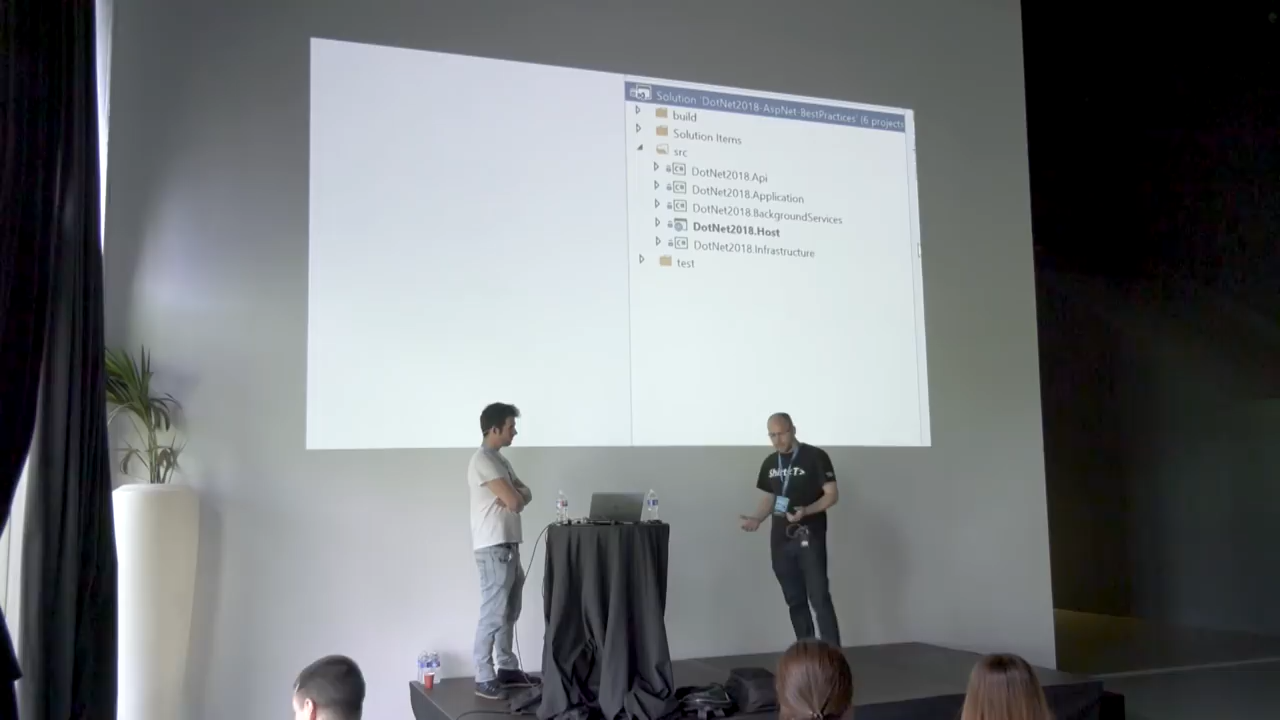 Solution 'DotNet2018-AspNet-BestPractices' (6 projects
build
Solution Items
src
C# DotNet2018.Api
C# DotNet2018.Application
C# DotNet2018.BackgroundServices
DotNet2018.Host
C# DotNet2018.Infrastructure
test